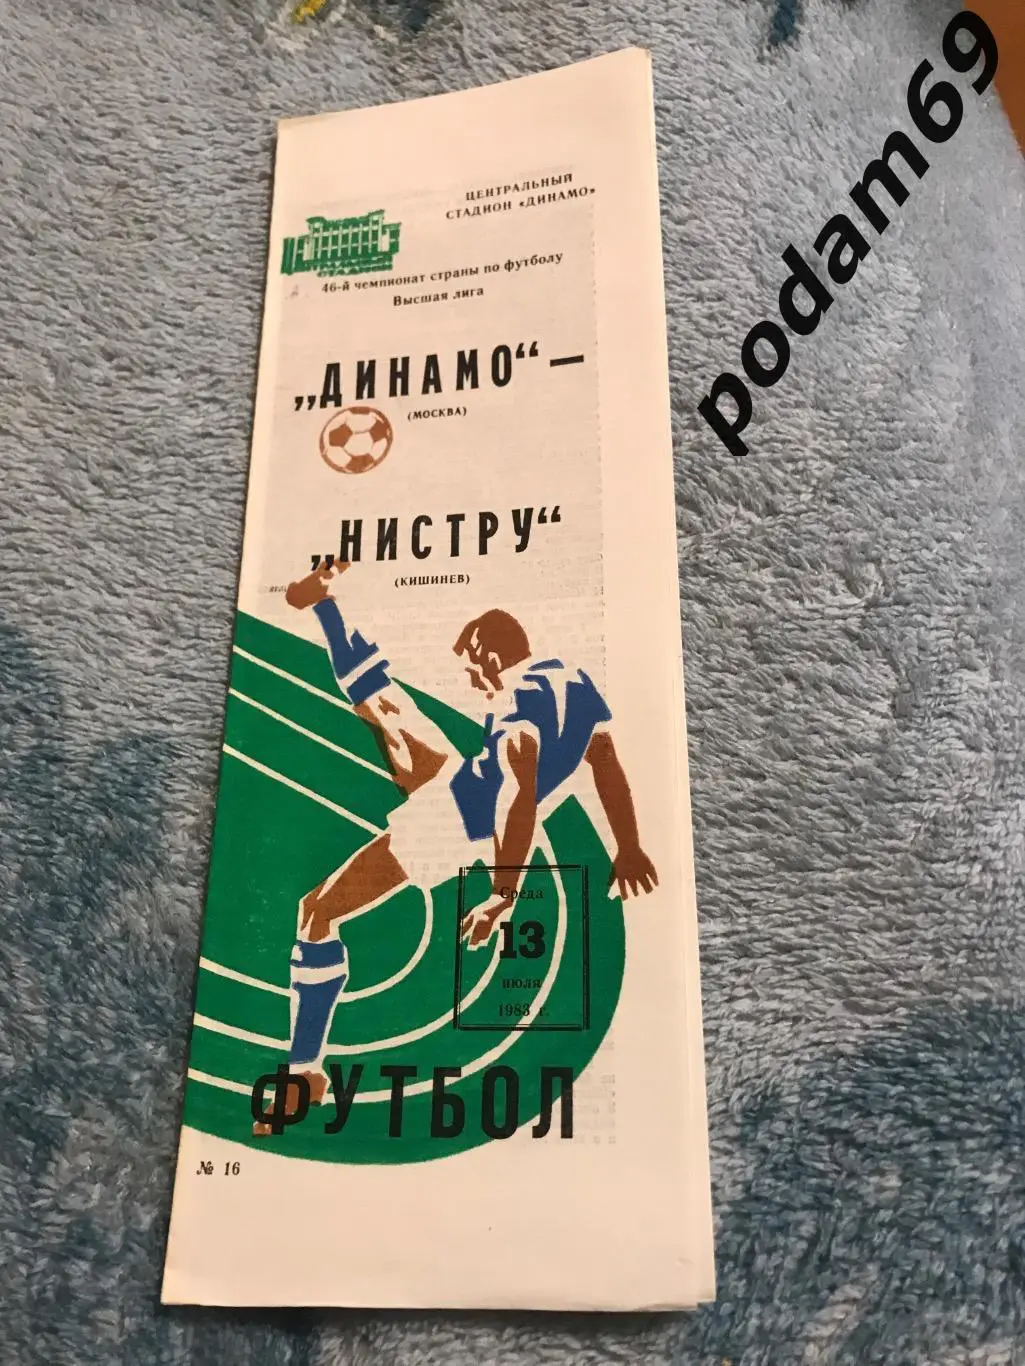 ЦЕНТРАЛЬНЫЙ
СТАДИОН «ДИНАМО»
46-й чемпионат страны по футболу
Высшая лига
„ДИНАМО“ —
(МОСКВА)
„НИСТРУ“
(КИШИНЕВ)
Среда
13
июля
1983 г.
ФУТБОЛ
№ 16
podam69